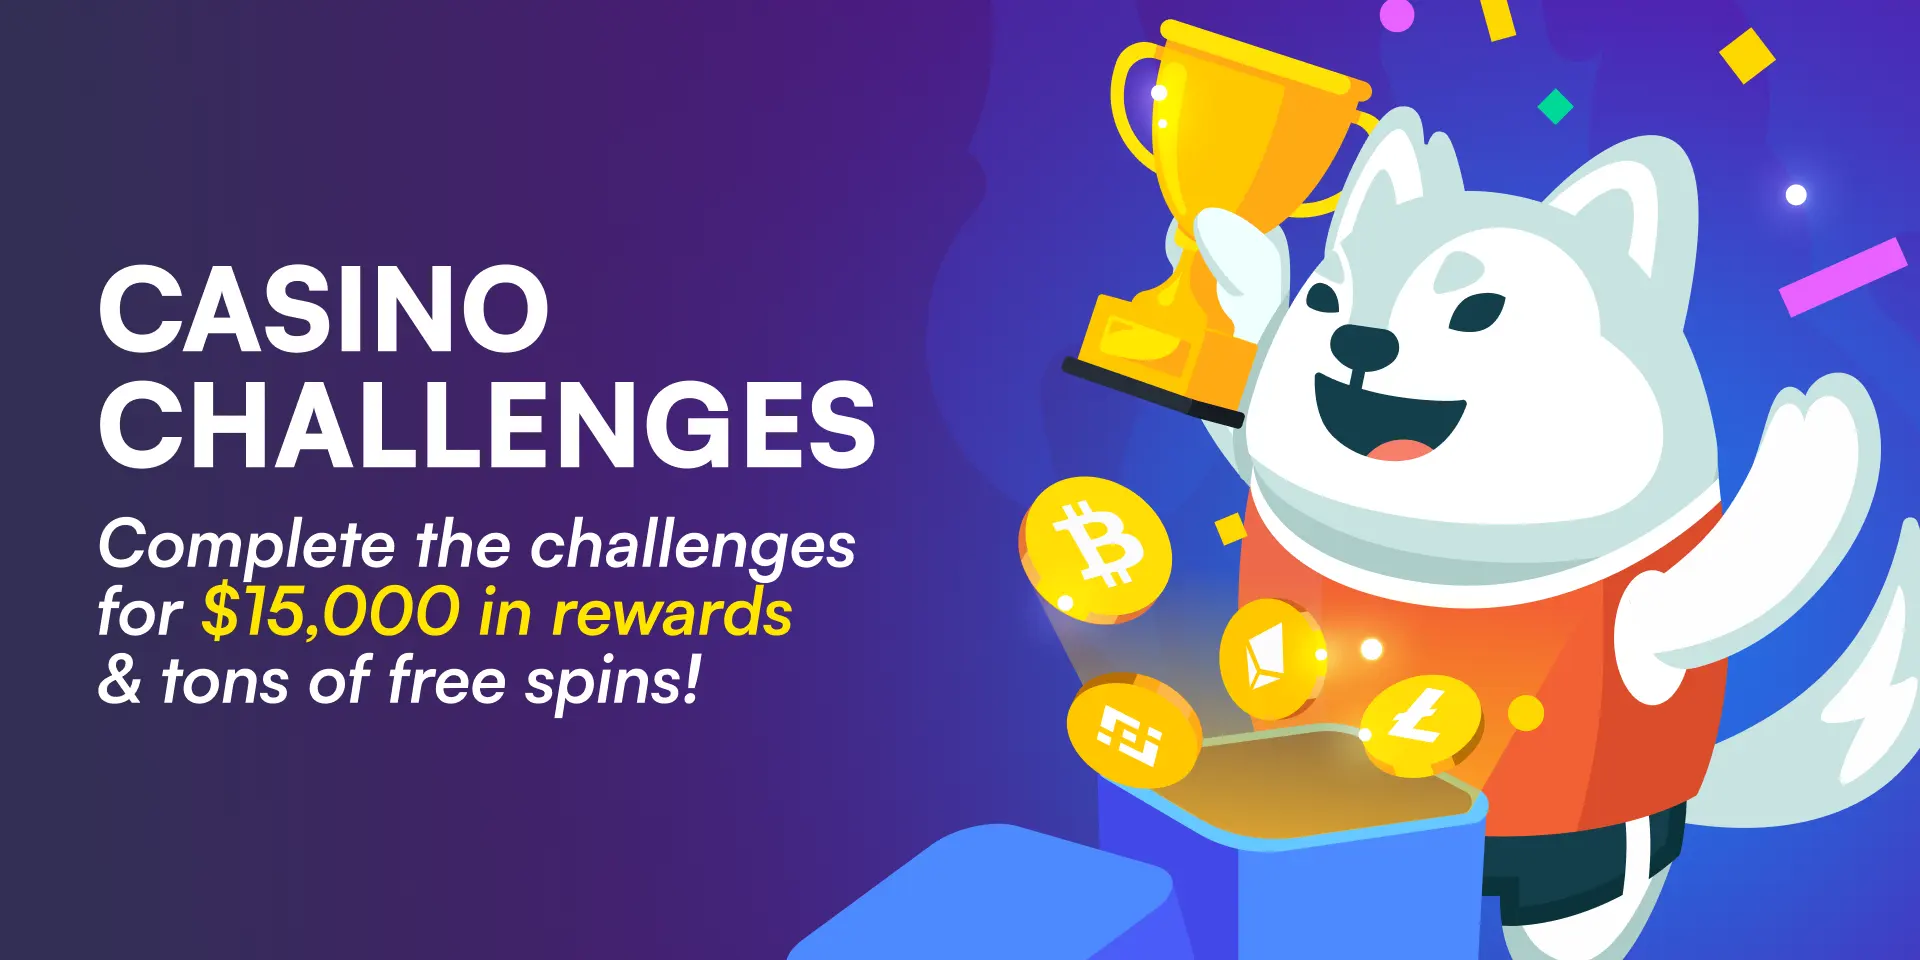 CASINO
CHALLENGES
Complete the challenges
for $15,000 in rewards
& tons of free spins!